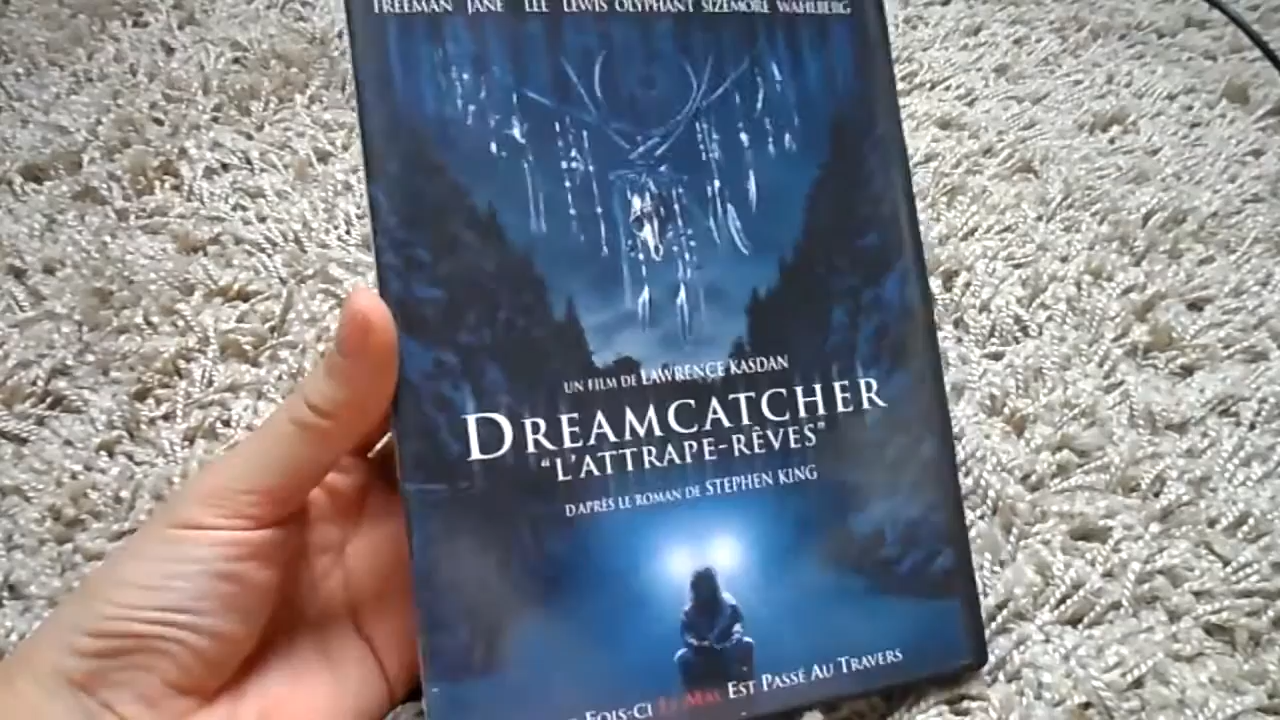 FREEMAN JANE LEE LEWIS OLYPHANT SIZEMORE WAHLBERG
UN FILM DE LAWRENCE KASDAN
DREAMCATCHER
"L'ATTRAPE-RÊVES"
D'APRÈS LE ROMAN DE STEPHEN KING
FOIS-CI LE MAL EST PASSÉ AU TRAVERS